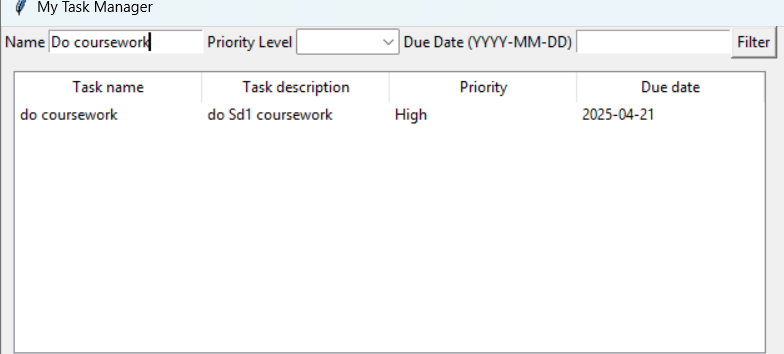 My Task Manager
Name Do coursework Priority Level Due Date (YYYY-MM-DD) Filter
Task name Task description Priority Due date
do coursework do Sd1 coursework High 2025-04-21